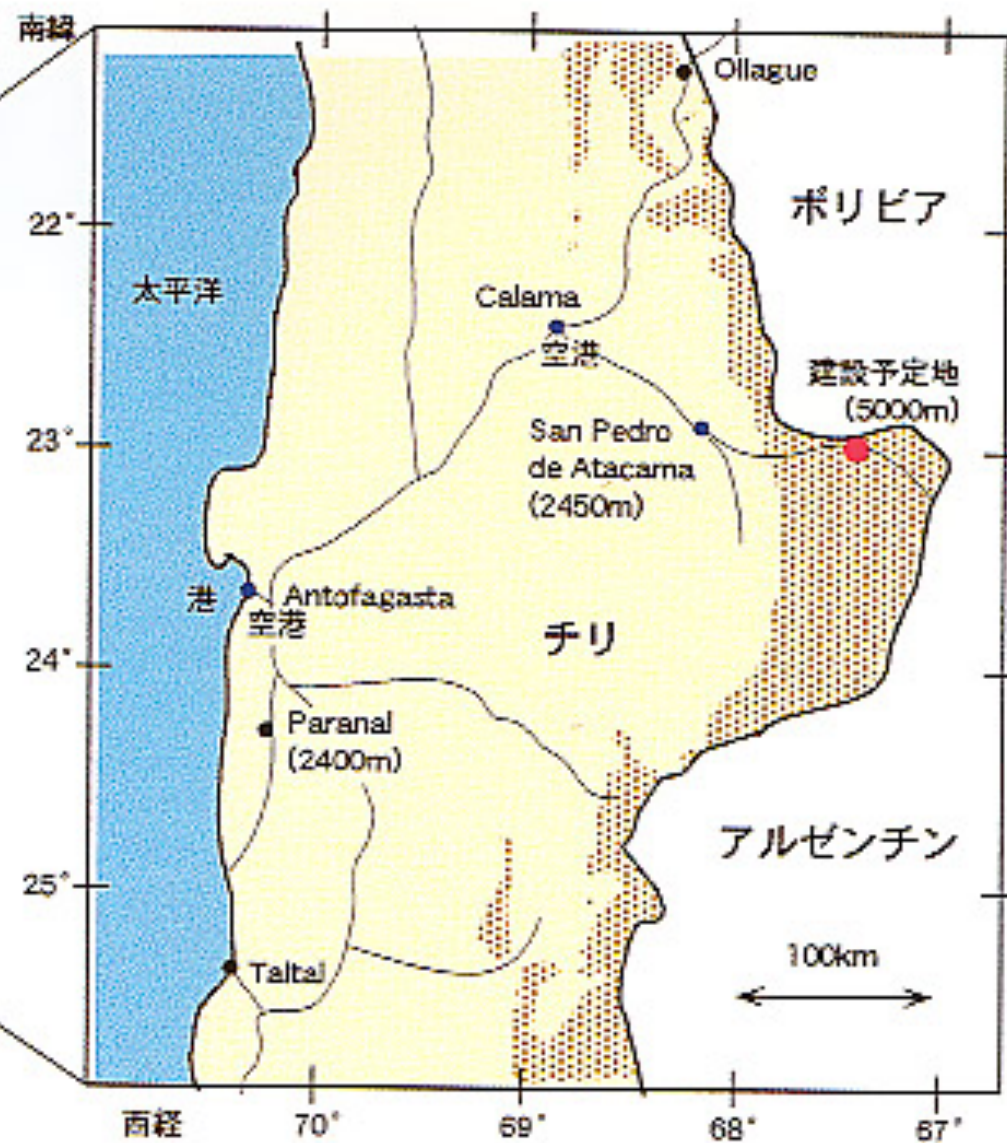 南緯
Ollague
22°
ボリビア
太平洋
Calama
空港
建設予定地
(5000m)
23°
San Pedro
de Atacama
(2450m)
港
Antofagasta
空港
チリ
24°
Paranal
(2400m)
アルゼンチン
25°
100km
Taltal
西経
70°
69°
68°
67°